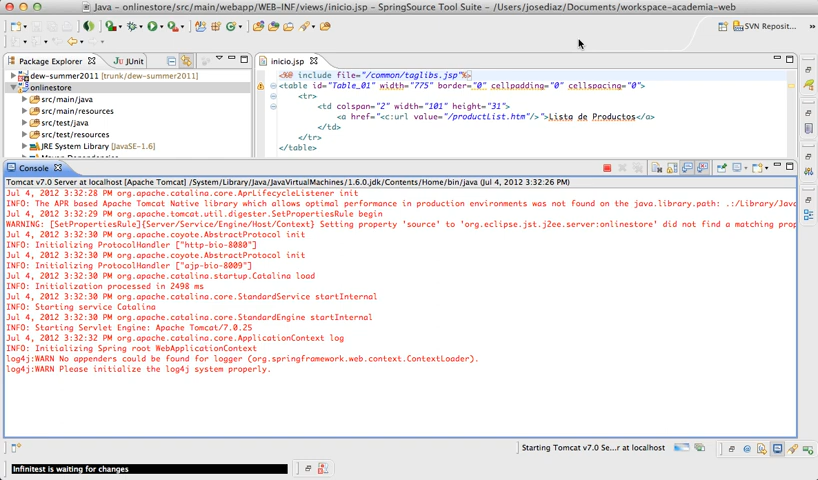 Java - onlinestore/src/main/webapp/WEB-INF/views/inicio.jsp - SpringSource Tool Suite - /Users/josediaz/Documents/workspace-academia-web
SVN Reposit...
Package Explorer
JUnit
inicio.jsp
dew-summer2011 [trunk/dew-summer2011]
onlinestore
src/main/java
src/main/resources
src/test/java
src/test/resources
JRE System Library [JavaSE-1.6]
<%@ include file="/common/taglibs.jsp"%>
<table id="Table_01" width="775" border="0" cellpadding="0" cellspacing="0">
<tr>
<td colspan="2" width="101" height="31">
<a href="<c:url value="/productList.htm"/>">Lista de Productos</a>
</td>
</tr>
</table>
Console
Tomcat v7.0 Server at localhost [Apache Tomcat] /System/Library/Java/JavaVirtualMachines/1.6.0.jdk/Contents/Home/bin/java (Jul 4, 2012 3:32:26 PM)
Jul 4, 2012 3:32:28 PM org.apache.catalina.core.AprLifecycleListener init
INFO: The APR based Apache Tomcat Native library which allows optimal performance in production environments was not found on the java.library.path: .:/Library/Java
Jul 4, 2012 3:32:29 PM org.apache.tomcat.util.digester.SetPropertiesRule begin
WARNING: [SetPropertiesRule]{Server/Service/Engine/Host/Context} Setting property 'source' to 'org.eclipse.jst.j2ee.server:onlinestore' did not find a matching prop
Jul 4, 2012 3:32:30 PM org.apache.coyote.AbstractProtocol init
INFO: Initializing ProtocolHandler ["http-bio-8080"]
Jul 4, 2012 3:32:30 PM org.apache.coyote.AbstractProtocol init
INFO: Initializing ProtocolHandler ["ajp-bio-8009"]
Jul 4, 2012 3:32:30 PM org.apache.catalina.startup.Catalina load
INFO: Initialization processed in 2498 ms
Jul 4, 2012 3:32:30 PM org.apache.catalina.core.StandardService startInternal
INFO: Starting service Catalina
Jul 4, 2012 3:32:30 PM org.apache.catalina.core.StandardEngine startInternal
INFO: Starting Servlet Engine: Apache Tomcat/7.0.25
Jul 4, 2012 3:32:32 PM org.apache.catalina.core.ApplicationContext log
INFO: Initializing Spring root WebApplicationContext
log4j:WARN No appenders could be found for logger (org.springframework.web.context.ContextLoader).
log4j:WARN Please initialize the log4j system properly.
Starting Tomcat v7.0 Se...r at localhost
Infinitest is waiting for changes